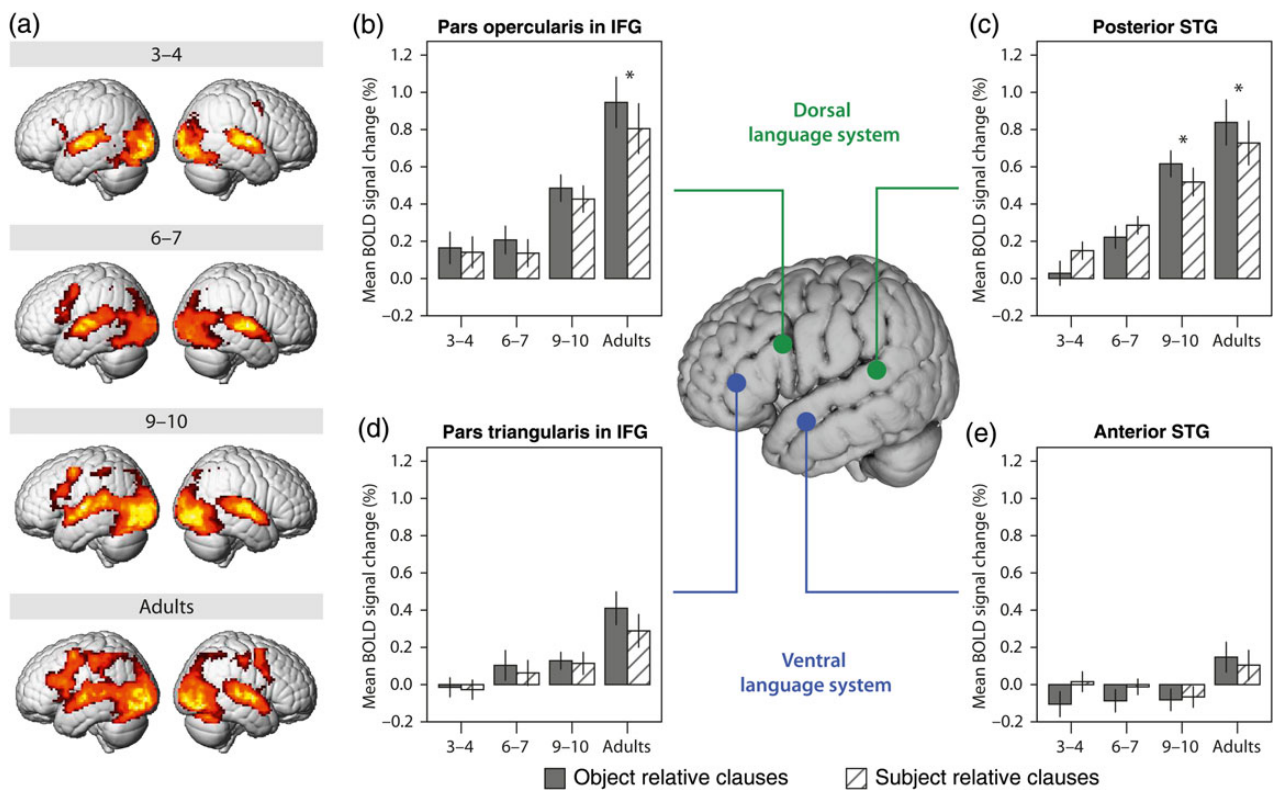 (a)
3–4
6–7
9–10
Adults
(b)
Pars opercularis in IFG
Mean BOLD signal change (%)
1.2
1.0
0.8
0.6
0.4
0.2
0.0
−0.2
*
3–4 6–7 9–10 Adults
Dorsal
language system
(c)
Posterior STG
Mean BOLD signal change (%)
1.2
1.0
0.8
0.6
0.4
0.2
0.0
−0.2
* *
3–4 6–7 9–10 Adults
(d)
Pars triangularis in IFG
Mean BOLD signal change (%)
1.2
1.0
0.8
0.6
0.4
0.2
0.0
−0.2
3–4 6–7 9–10 Adults
Ventral
language system
(e)
Anterior STG
Mean BOLD signal change (%)
1.2
1.0
0.8
0.6
0.4
0.2
0.0
−0.2
3–4 6–7 9–10 Adults
Object relative clauses Subject relative clauses